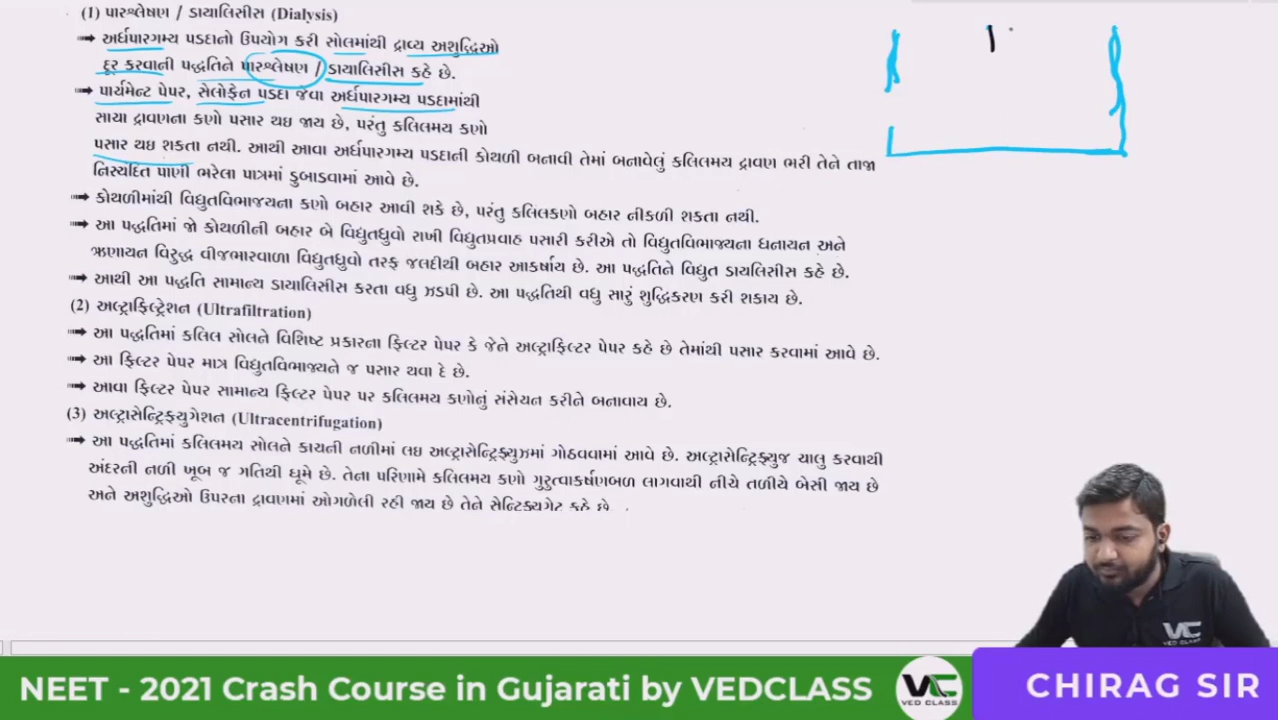 (1) પારશ્લેષણ / ડાયાલિસીસ (Dialysis)
➟ અર્ધપારગમ્ય પડદાનો ઉપયોગ કરી સોલમાંથી દ્રાવ્ય અશુદ્ધિઓ
દૂર કરવાની પદ્ધતિને પારશ્લેષણ / ડાયાલિસીસ કહે છે.
➟ પાર્ચમેન્ટ પેપર, સેલોફેન પડદા જેવા અર્ધપારગમ્ય પડદામાંથી
સાચા દ્રાવણના કણો પસાર થઇ જાય છે, પરંતુ કલિલમય કણો
પસાર થઇ શકતા નથી. આથી આવા અર્ધપારગમ્ય પડદાની કોથળી બનાવી તેમાં બનાવેલું કલિલમય દ્રાવણ ભરી તેને તાજા
નિસ્યંદિત પાણી ભરેલા પાત્રમાં ડુબાડવામાં આવે છે.
➟ કોથળીમાંથી વિદ્યુતવિભાજ્યના કણો બહાર આવી શકે છે, પરંતુ કલિલકણો બહાર નીકળી શકતા નથી.
➟ આ પદ્ધતિમાં જો કોથળીની બહાર બે વિદ્યુતધ્રુવો રાખી વિદ્યુતપ્રવાહ પસારી કરીએ તો વિદ્યુતવિભાજ્યના ધનાયન અને
ઋણાયન વિરુદ્ધ વીજભારવાળા વિદ્યુતધ્રુવો તરફ જલદીથી બહાર આકર્ષાય છે. આ પદ્ધતિને વિદ્યુત ડાયલિસીસ કહે છે.
➟ આથી આ પદ્ધતિ સામાન્ય ડાયાલિસીસ કરતા વધુ ઝડપી છે. આ પદ્ધતિથી વધુ સારું શુદ્ધિકરણ કરી શકાય છે.
(2) અલ્ટ્રાફિલ્ટ્રેશન (Ultrafiltration)
➟ આ પદ્ધતિમાં કલિલ સોલને વિશિષ્ટ પ્રકારના ફિલ્ટર પેપર કે જેને અલ્ટ્રાફિલ્ટર પેપર કહે છે તેમાંથી પસાર કરવામાં આવે છે.
➟ આ ફિલ્ટર પેપર માત્ર વિદ્યુતવિભાજ્યને જ પસાર થવા દે છે.
➟ આવા ફિલ્ટર પેપર સામાન્ય ફિલ્ટર પેપર પર કલિલમય કણોનું સંસેચન કરીને બનાવાય છે.
(3) અલ્ટ્રાસેન્ટ્રિફ્યુગેશન (Ultracentrifugation)
➟ આ પદ્ધતિમાં કલિલમય સોલને કાચની નળીમાં લઇ અલ્ટ્રાસેન્ટ્રિફ્યુઝમાં ગોઠવવામાં આવે છે. અલ્ટ્રાસેન્ટ્રિફ્યુજ ચાલુ કરવાથી
અંદરની નળી ખૂબ જ ગતિથી ઘૂમે છે. તેના પરિણામે કલિલમય કણો ગુરુત્વાકર્ષણબળ લાગવાથી નીચે તળીયે બેસી જાય છે
અને અશુદ્ધિઓ ઉપરના દ્રાવણમાં ઓગળેલી રહી જાય છે તેને સેન્ટ્રિફ્યુગેટ કહે છે.
VC
VED CLASS
NEET - 2021 Crash Course in Gujarati by VEDCLASS
VC
VED CLASS
CHIRAG SIR